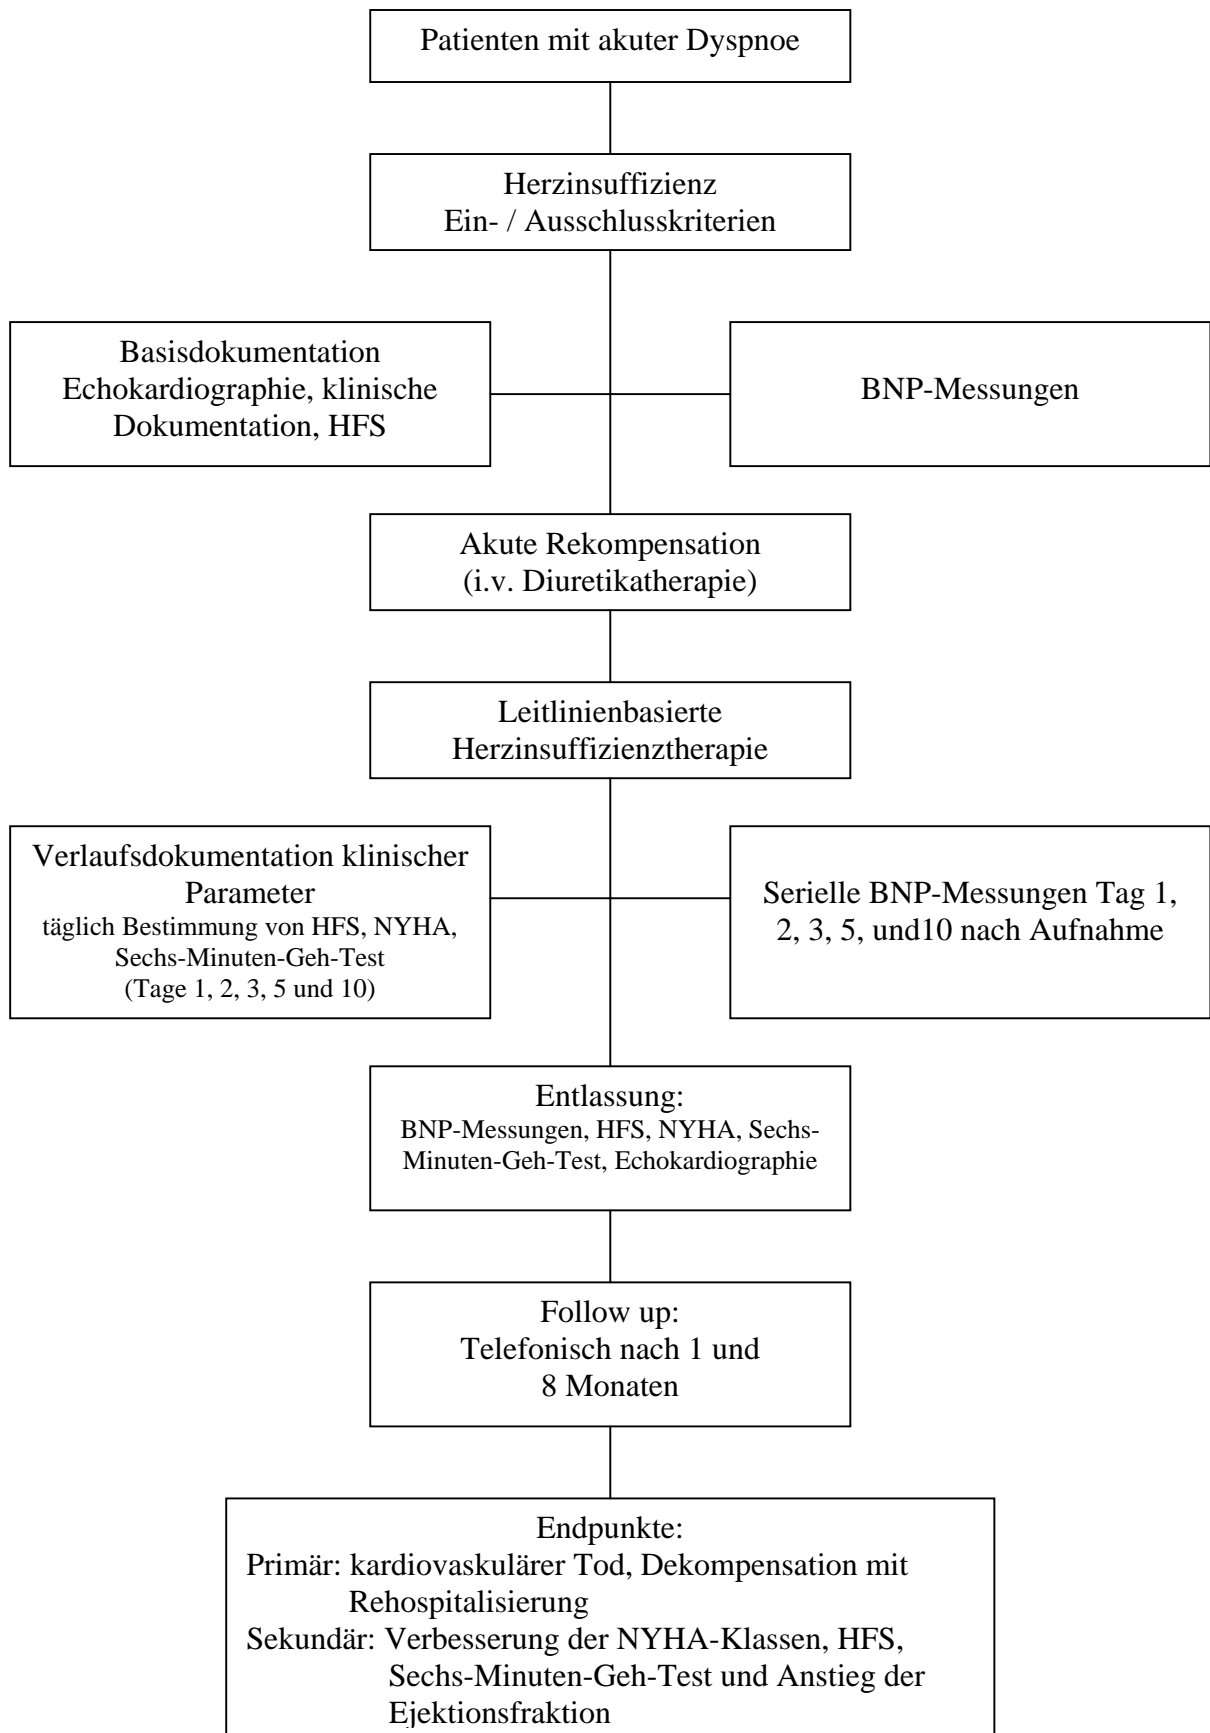 Patienten mit akuter Dyspnoe
Herzinsuffizienz
Ein- / Ausschlusskriterien
Basisdokumentation
Echokardiographie, klinische
Dokumentation, HFS
BNP-Messungen
Akute Rekompensation
(i.v. Diuretikatherapie)
Leitlinienbasierte
Herzinsuffizienztherapie
Verlaufsdokumentation klinischer
Parameter
täglich Bestimmung von HFS, NYHA,
Sechs-Minuten-Geh-Test
(Tage 1, 2, 3, 5 und 10)
Serielle BNP-Messungen Tag 1,
2, 3, 5, und10 nach Aufnahme
Entlassung:
BNP-Messungen, HFS, NYHA, Sechs-
Minuten-Geh-Test, Echokardiographie
Follow up:
Telefonisch nach 1 und
8 Monaten
Endpunkte:
Primär: kardiovaskulärer Tod, Dekompensation mit
Rehospitalisierung
Sekundär: Verbesserung der NYHA-Klassen, HFS,
Sechs-Minuten-Geh-Test und Anstieg der
Ejektionsfraktion